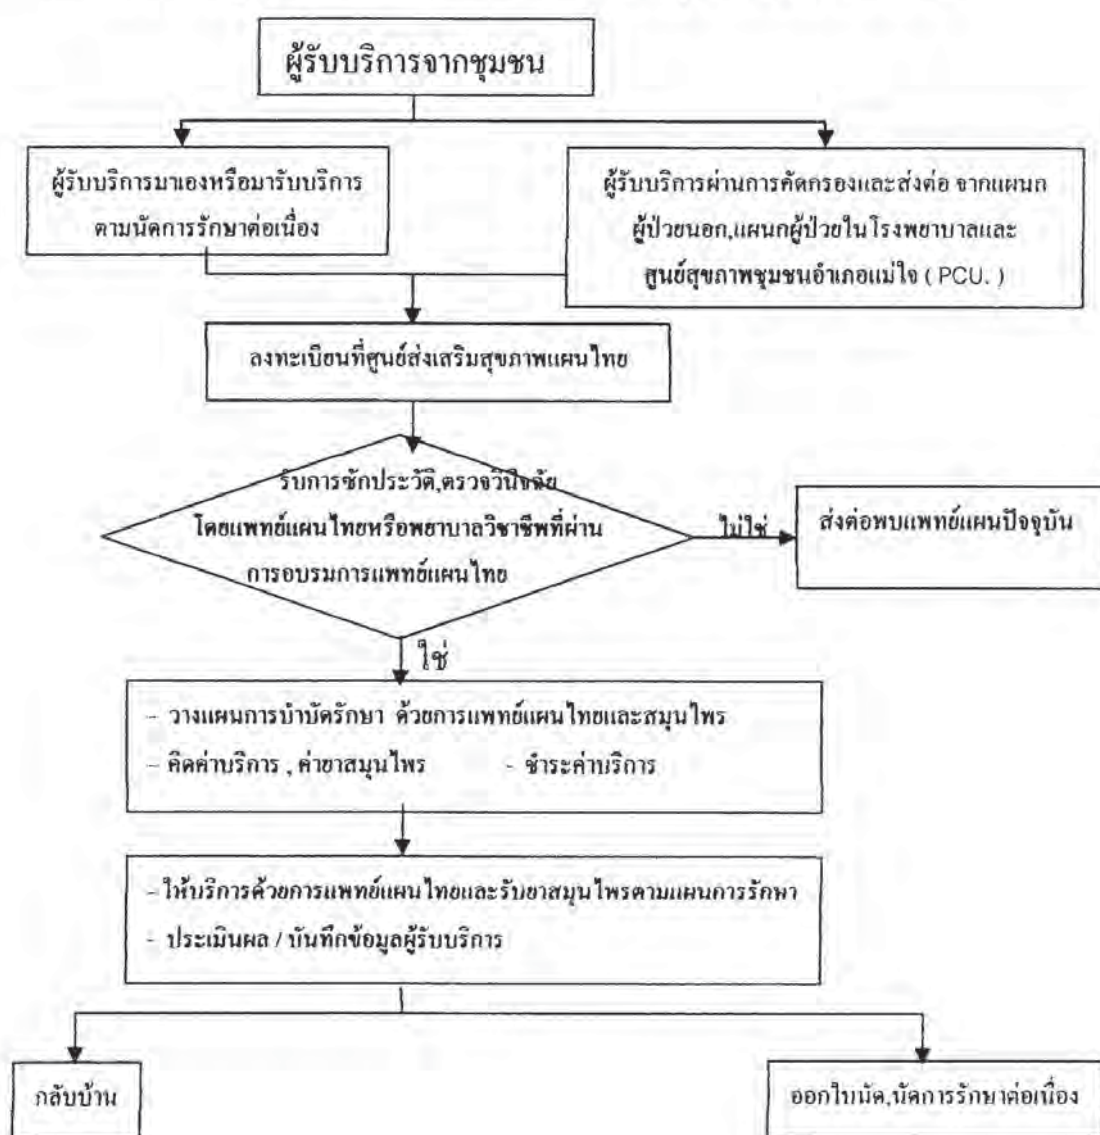 ผู้รับบริการจากชุมชน
ผู้รับบริการมาเองหรือมารับบริการ
ตามนัดการรักษาต่อเนื่อง
ผู้รับบริการผ่านการคัดกรองและส่งต่อ จากแผนก
ผู้ป่วยนอก,แผนกผู้ป่วยในโรงพยาบาลและ
ศูนย์สุขภาพชุมชนอำเภอแม่ใจ ( PCU. )
ลงทะเบียนที่ศูนย์ส่งเสริมสุขภาพแผนไทย
รับการซักประวัติ,ตรวจวินิจฉัย
โดยแพทย์แผนไทยหรือพยาบาลวิชาชีพที่ผ่าน
การอบรมการแพทย์แผนไทย
ไม่ใช่
ส่งต่อพบแพทย์แผนปัจจุบัน
ใช่
- วางแผนการบำบัดรักษา ด้วยการแพทย์แผนไทยและสมุนไพร
- คิดค่าบริการ , ค่ายาสมุนไพร - ชำระค่าบริการ
- ให้บริการด้วยการแพทย์แผนไทยและรับยาสมุนไพรตามแผนการรักษา
- ประเมินผล / บันทึกข้อมูลผู้รับบริการ
กลับบ้าน
ออกใบนัด,นัดการรักษาต่อเนื่อง